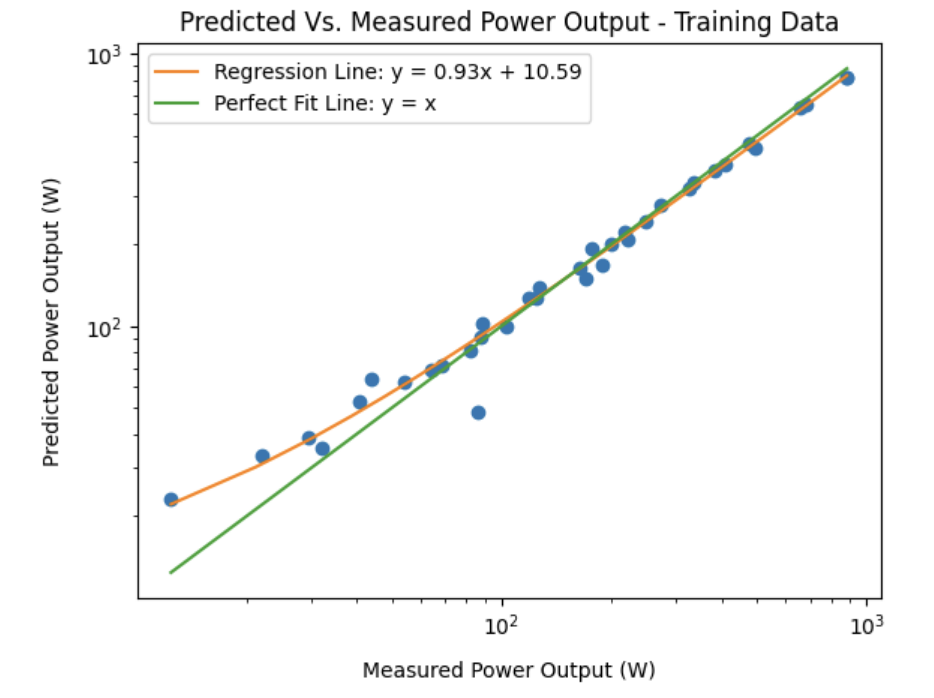 Predicted Vs. Measured Power Output - Training Data
Regression Line: y = 0.93x + 10.59
Perfect Fit Line: y = x
10³
10²
Predicted Power Output (W)
10²
10³
Measured Power Output (W)